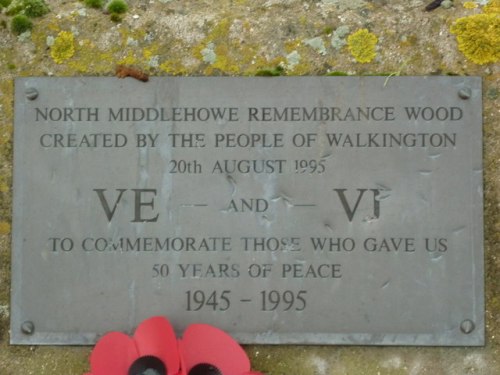 NORTH MIDDLEHOWE REMEMBRANCE WOOD
CREATED BY THE PEOPLE OF WALKINGTON
20th AUGUST 1995
VE — AND — VJ
TO COMMEMORATE THOSE WHO GAVE US
50 YEARS OF PEACE
1945 - 1995